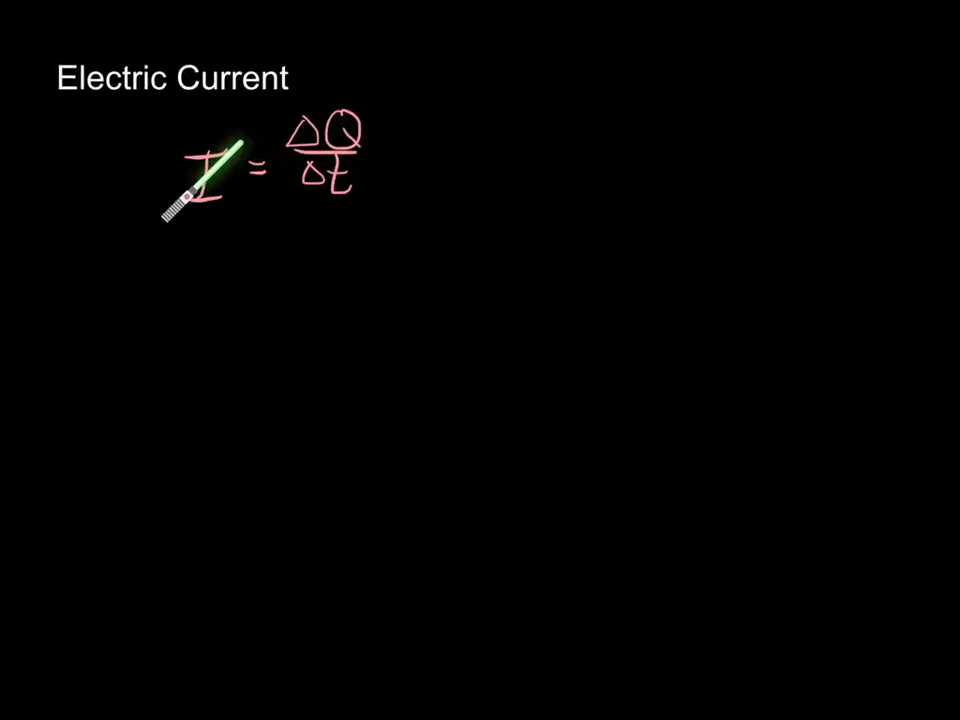 Electric Current
I = ΔQ/Δt